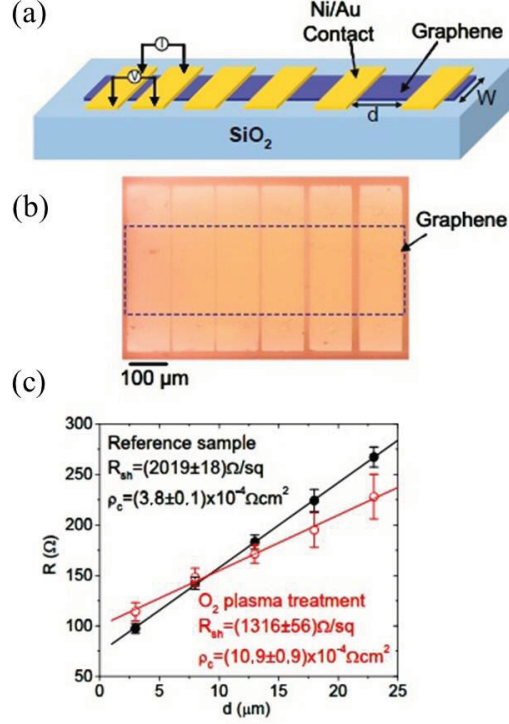 (a)
Ni/Au
Contact
Graphene
I
V
d
W
SiO₂
(b)
Graphene
100 µm
(c)
300
250
200
150
100
50
R (Ω)
Reference sample
Rsh=(2019±18)Ω/sq
ρc=(3.8±0.1)x10⁻⁴Ωcm²
O₂ plasma treatment
Rsh=(1316±56)Ω/sq
ρc=(10,9±0,9)x10⁻⁴Ωcm²
0 5 10 15 20 25
d (µm)